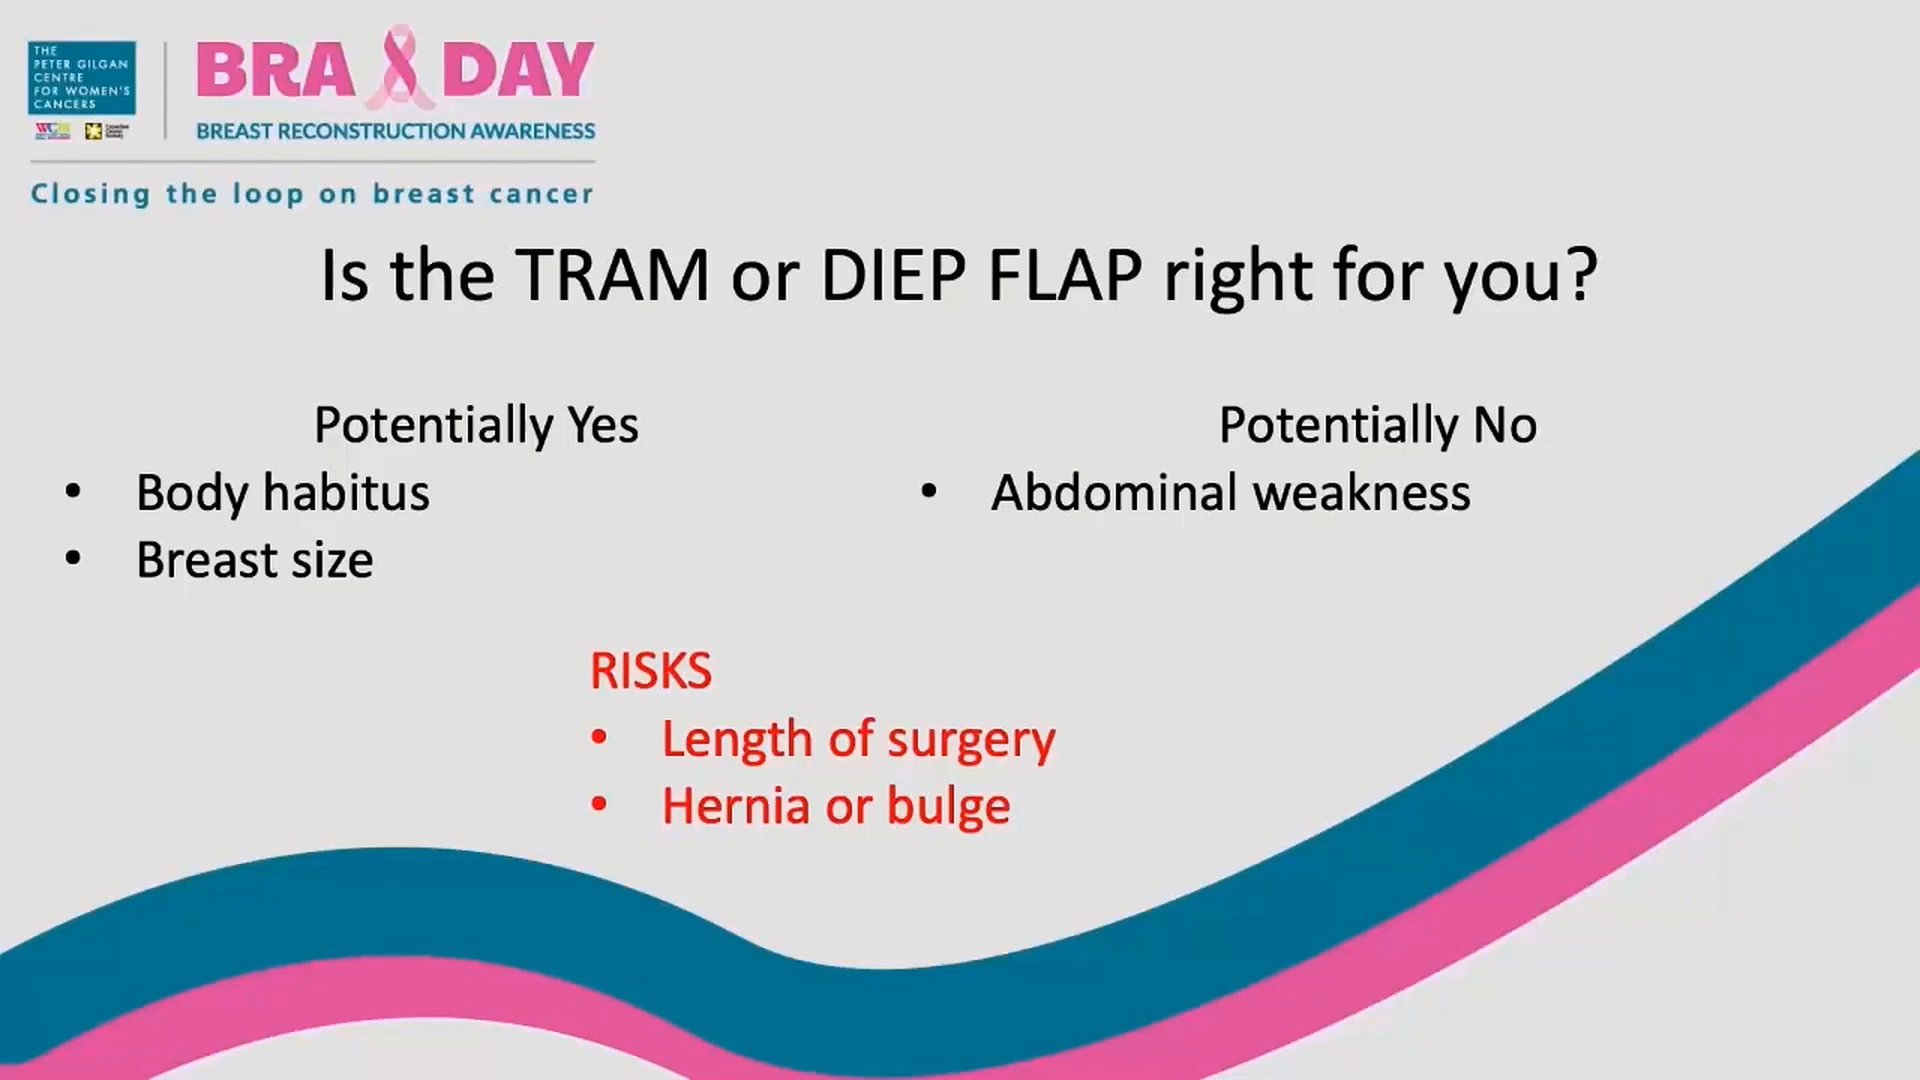 THE
PETER GILGAN
CENTRE
FOR WOMEN'S
CANCERS
BRA DAY
BREAST RECONSTRUCTION AWARENESS
Closing the loop on breast cancer
Is the TRAM or DIEP FLAP right for you?
Potentially Yes
• Body habitus
• Breast size
Potentially No
• Abdominal weakness
RISKS
• Length of surgery
• Hernia or bulge